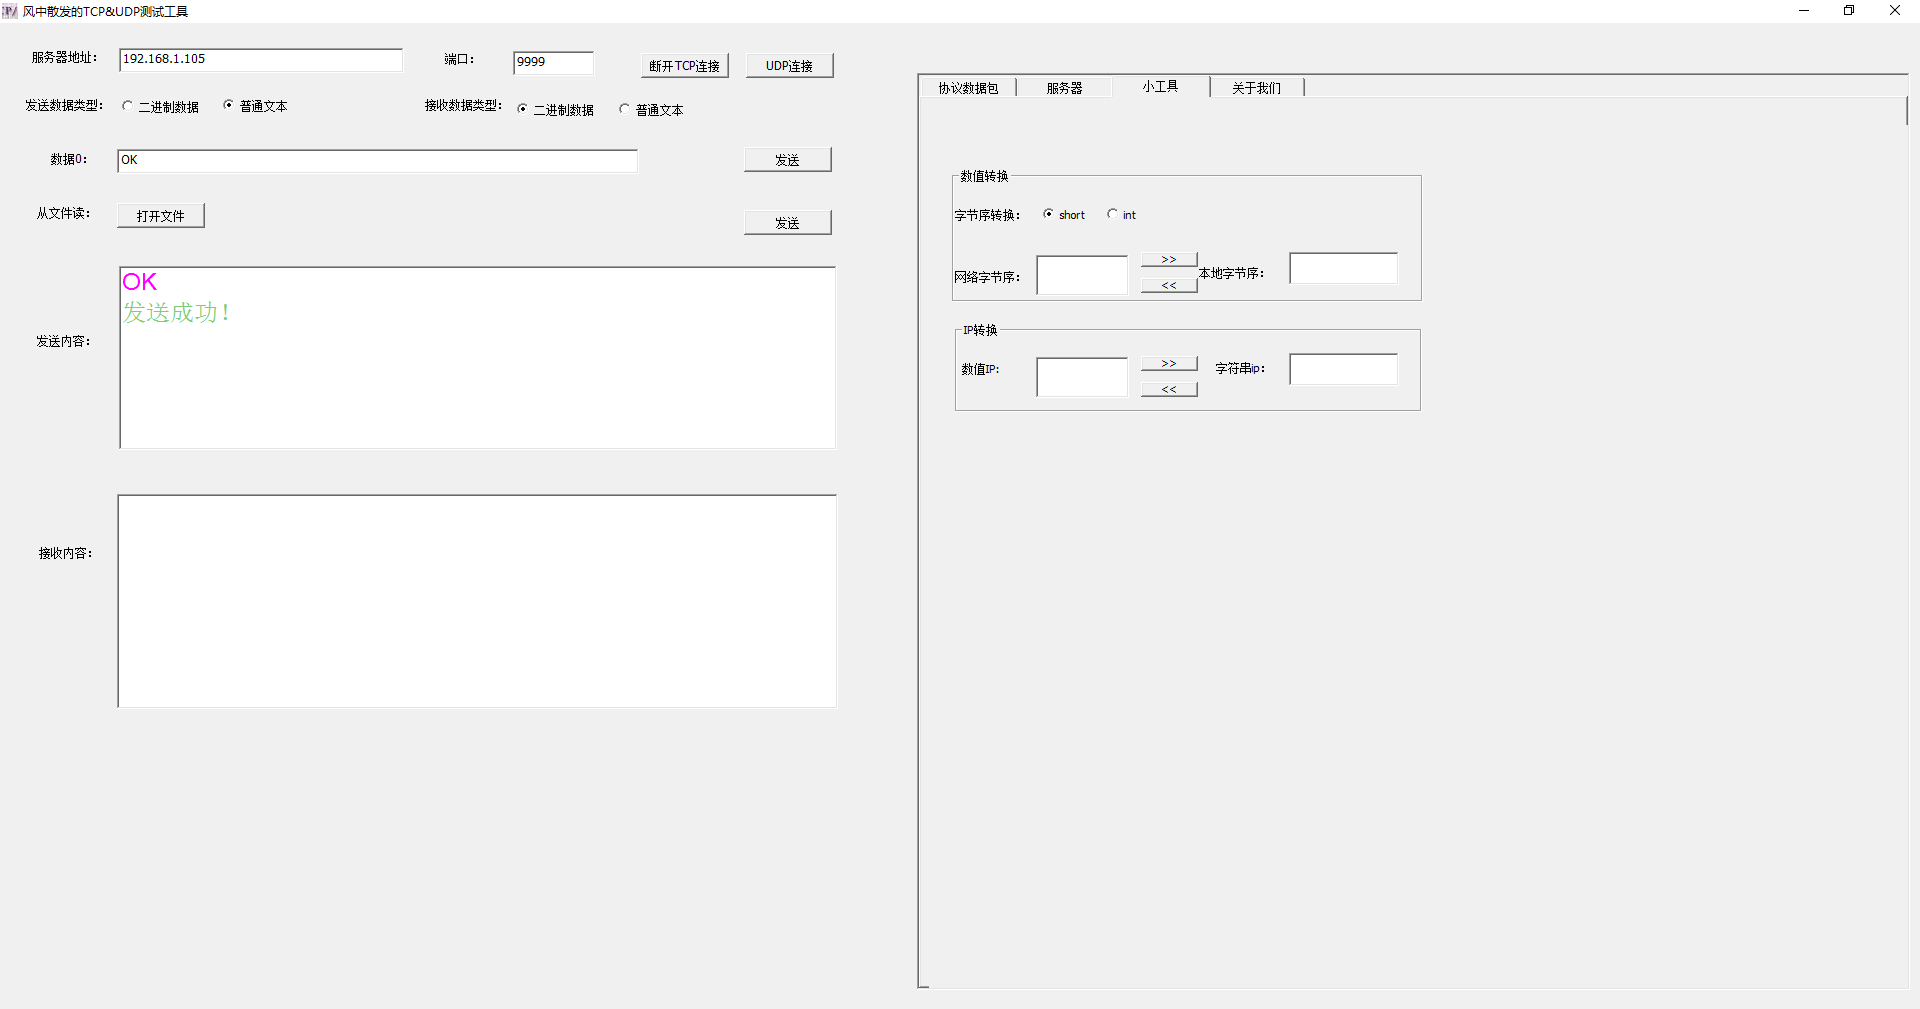 风中散发的TCP&UDP测试工具
服务器地址： 192.168.1.105 端口： 9999 断开TCP连接 UDP连接
发送数据类型： 二进制数据 普通文本 接收数据类型： 二进制数据 普通文本
数据0： OK 发送
从文件读： 打开文件 发送
发送内容：
OK
发送成功！
接收内容：
协议数据包 服务器 小工具 关于我们
数值转换
字节序转换： short int
网络字节序： >> << 本地字节序：
IP转换
数值IP: >> << 字符串ip：